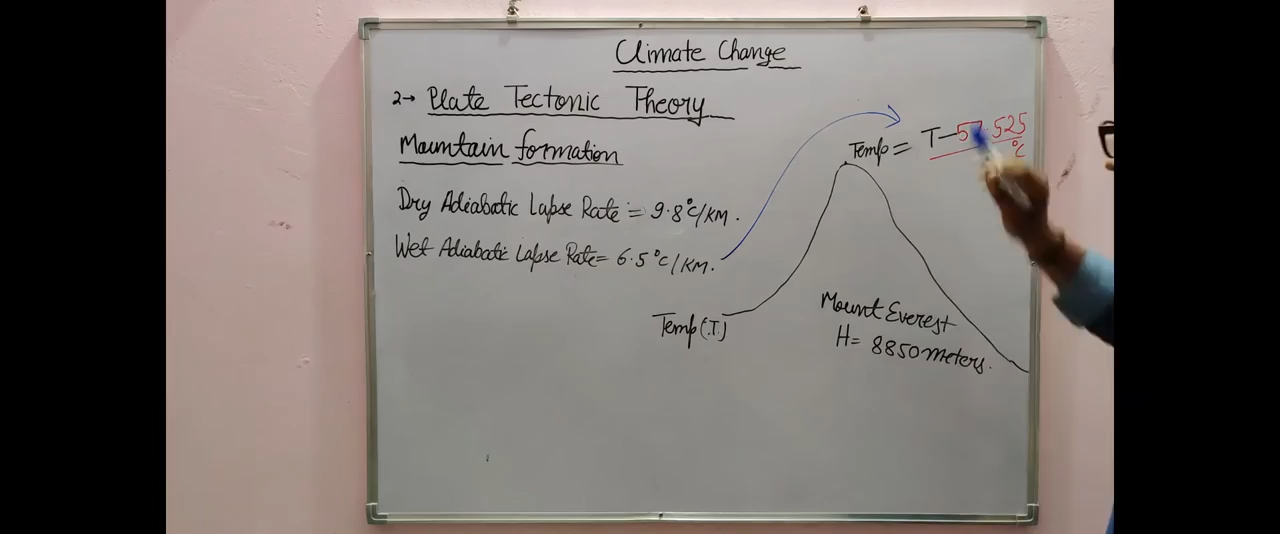 Climate Change
2→ Plate Tectonic Theory
Mountain formation
Dry Adiabatic Lapse Rate = 9.8°C/KM.
Wet Adiabatic Lapse Rate = 6.5°C/KM.
Temp = T-57.525
°C
Temp (T.)
Mount Everest
H= 8850 meters.